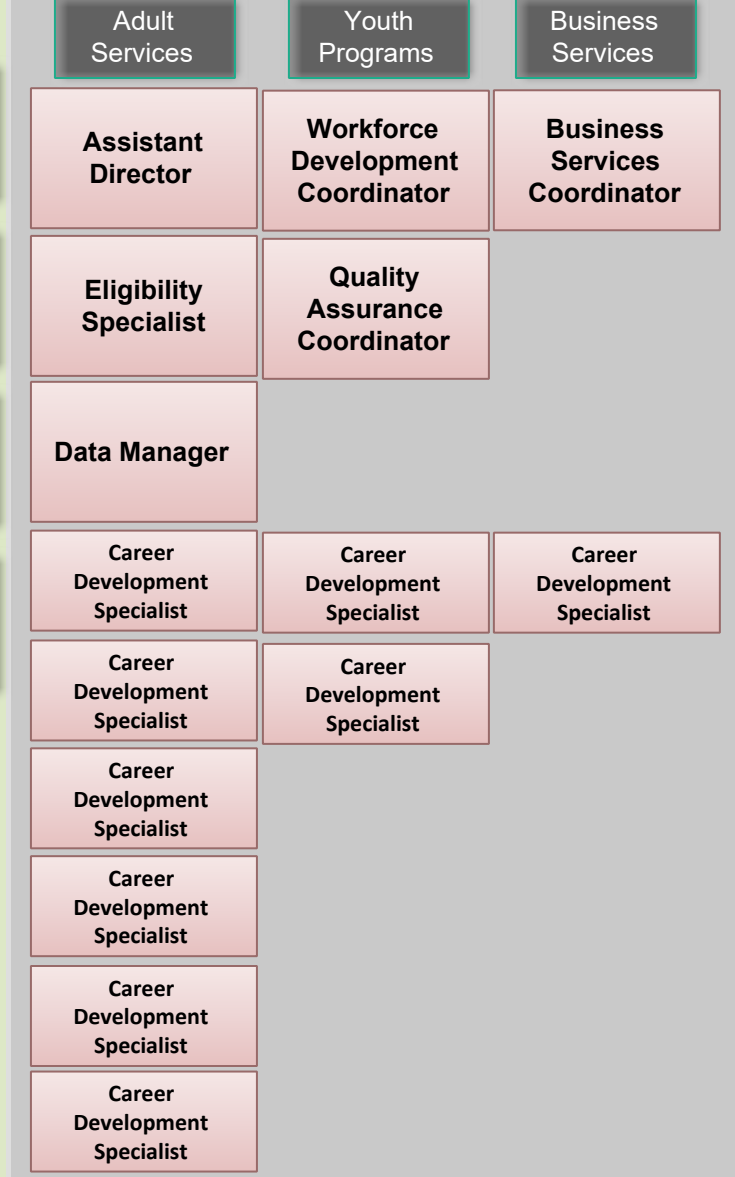 Adult
Services
Youth
Programs
Business
Services
Assistant
Director
Workforce
Development
Coordinator
Business
Services
Coordinator
Eligibility
Specialist
Quality
Assurance
Coordinator
Data Manager
Career
Development
Specialist
Career
Development
Specialist
Career
Development
Specialist
Career
Development
Specialist
Career
Development
Specialist
Career
Development
Specialist
Career
Development
Specialist
Career
Development
Specialist
Career
Development
Specialist